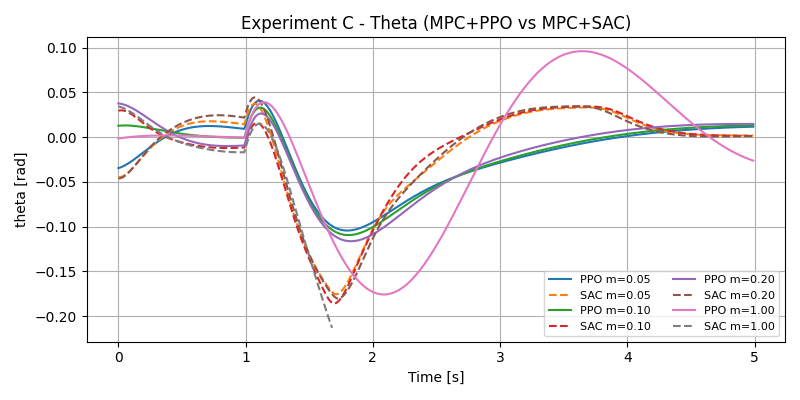 Experiment C - Theta (MPC+PPO vs MPC+SAC)
theta [rad]
0.10
0.05
0.00
−0.05
−0.10
−0.15
−0.20
0 1 2 3 4 5
Time [s]
PPO m=0.05 PPO m=0.20
SAC m=0.05 SAC m=0.20
PPO m=0.10 PPO m=1.00
SAC m=0.10 SAC m=1.00